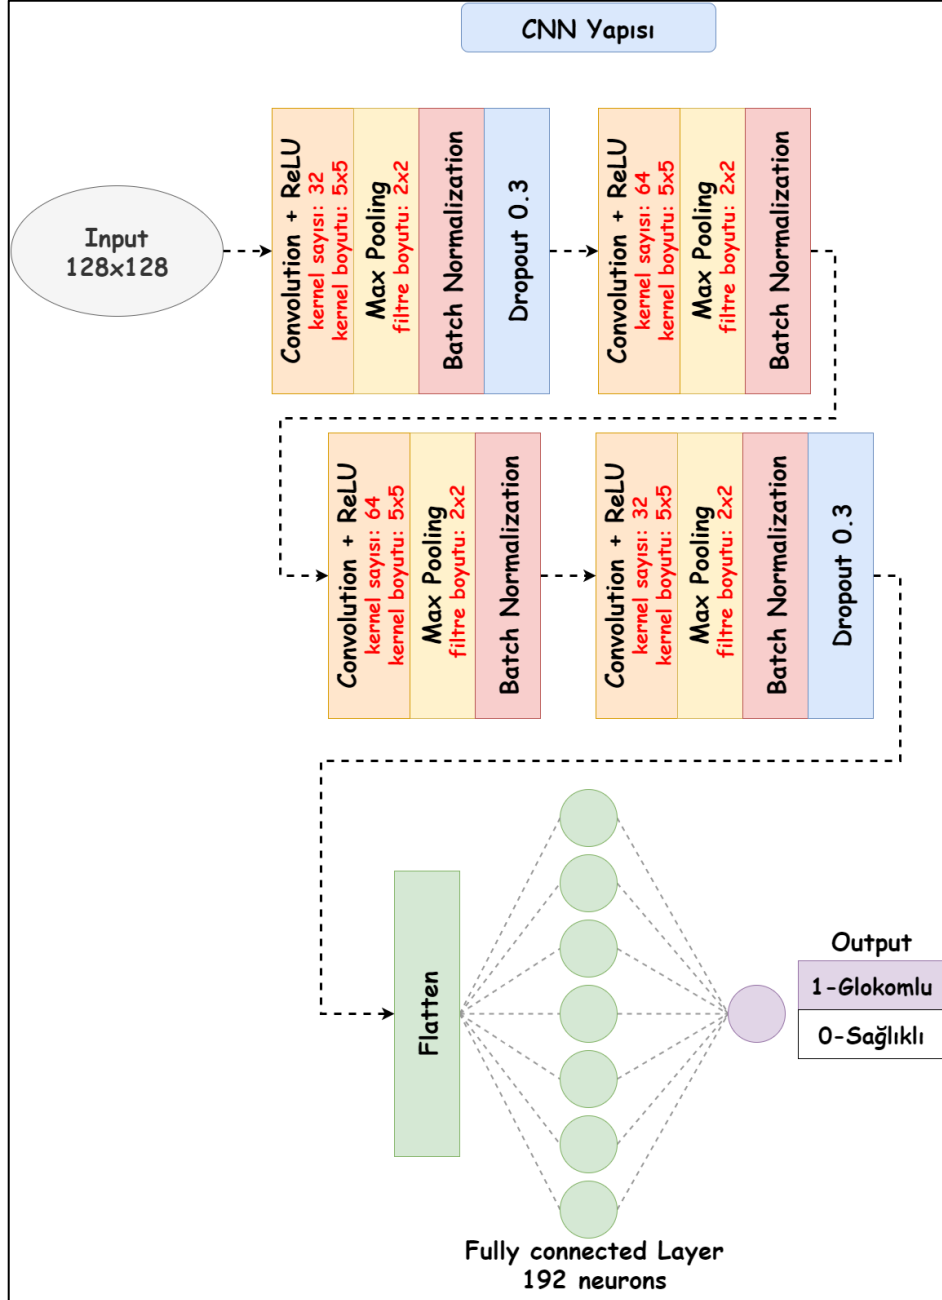 CNN Yapısı
Input
128x128
Convolution + ReLU
kernel sayısı: 32
kernel boyutu: 5x5
Max Pooling
filtre boyutu: 2x2
Batch Normalization
Dropout 0.3
Convolution + ReLU
kernel sayısı: 64
kernel boyutu: 5x5
Max Pooling
filtre boyutu: 2x2
Batch Normalization
Convolution + ReLU
kernel sayısı: 64
kernel boyutu: 5x5
Max Pooling
filtre boyutu: 2x2
Batch Normalization
Convolution + ReLU
kernel sayısı: 32
kernel boyutu: 5x5
Max Pooling
filtre boyutu: 2x2
Batch Normalization
Dropout 0.3
Flatten
Fully connected Layer
192 neurons
Output
1-Glokomlu
0-Sağlıklı